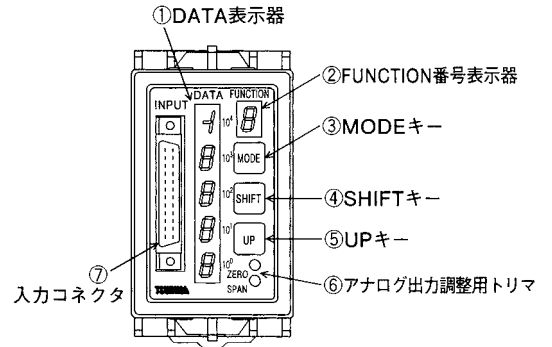 ①DATA表示器
②FUNCTION番号表示器
③MODEキー
④SHIFTキー
⑤UPキー
⑥アナログ出力調整用トリマ
⑦
入力コネクタ
INPUT
DATA FUNCTION
10⁴
10³ MODE
10² SHIFT
10¹ UP
10⁰
ZERO
SPAN